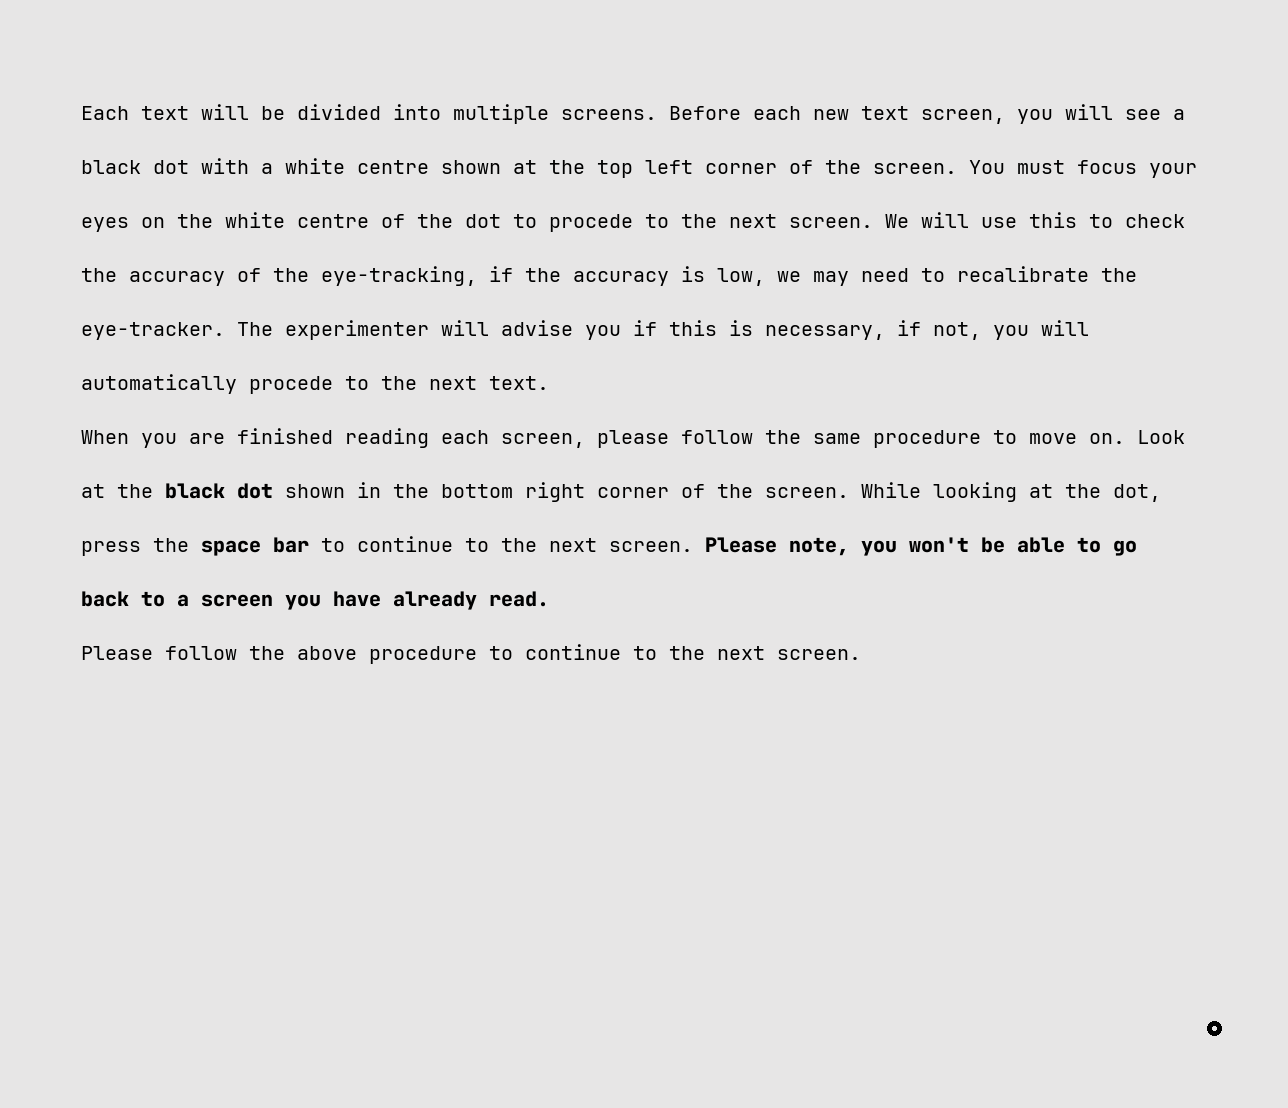 Each text will be divided into multiple screens. Before each new text screen, you will see a
black dot with a white centre shown at the top left corner of the screen. You must focus your
eyes on the white centre of the dot to procede to the next screen. We will use this to check
the accuracy of the eye-tracking, if the accuracy is low, we may need to recalibrate the
eye-tracker. The experimenter will advise you if this is necessary, if not, you will
automatically procede to the next text.
When you are finished reading each screen, please follow the same procedure to move on. Look
at the black dot shown in the bottom right corner of the screen. While looking at the dot,
press the space bar to continue to the next screen. Please note, you won't be able to go
back to a screen you have already read.
Please follow the above procedure to continue to the next screen.